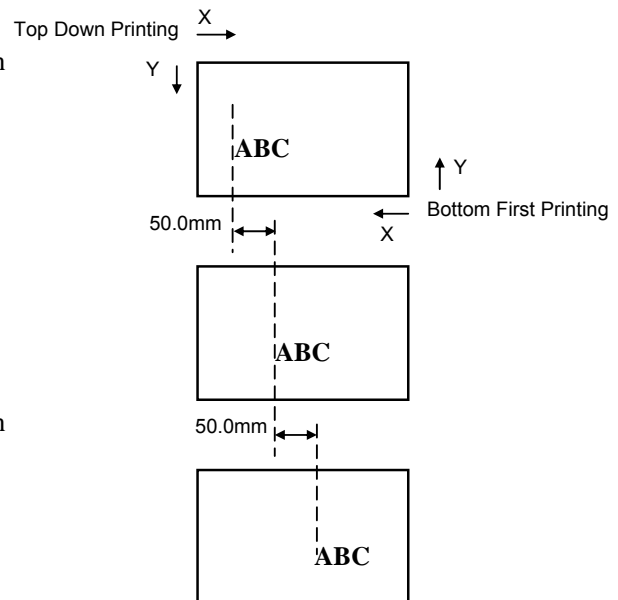 X
Top Down Printing
n
Y
ABC
Y
Bottom First Printing
50.0mm
X
ABC
n
50.0mm
ABC